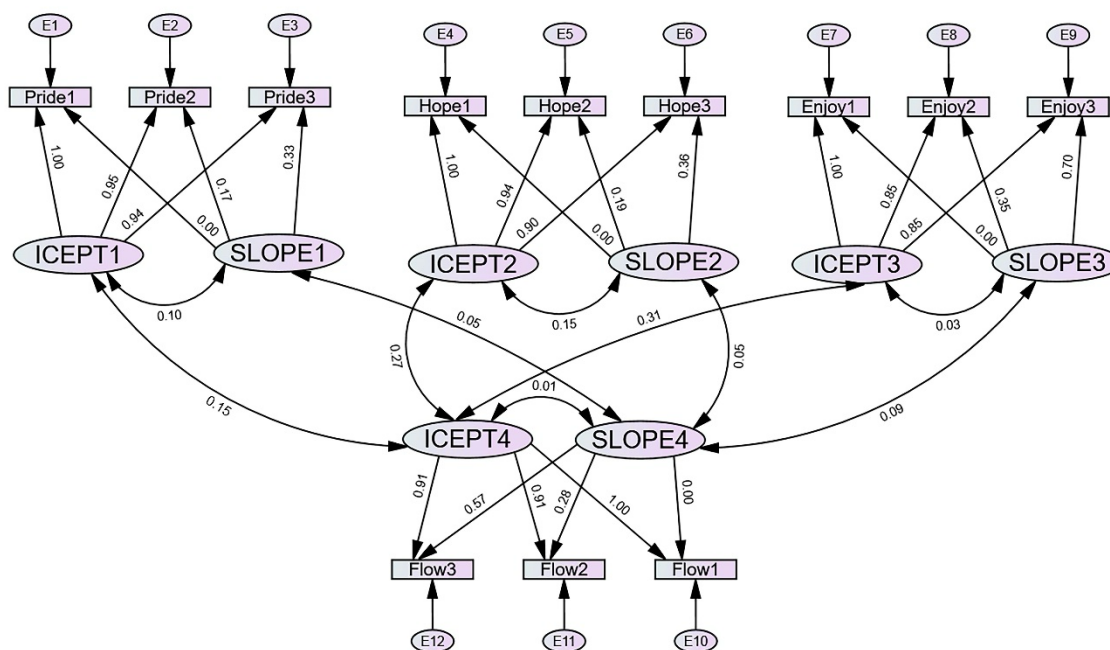 E1
E2
E3
E4
E5
E6
E7
E8
E9
Pride1
Pride2
Pride3
Hope1
Hope2
Hope3
Enjoy1
Enjoy2
Enjoy3
1.00
0.95
0.94
0.17
0.00
0.33
1.00
0.94
0.90
0.19
0.00
0.36
1.00
0.85
0.85
0.35
0.00
0.70
ICEPT1
SLOPE1
ICEPT2
SLOPE2
ICEPT3
SLOPE3
0.10
0.15
0.03
0.05
0.31
0.27
0.05
0.15
0.01
0.09
ICEPT4
SLOPE4
0.91
0.57
0.91
0.28
1.00
0.00
Flow3
Flow2
Flow1
E12
E11
E10